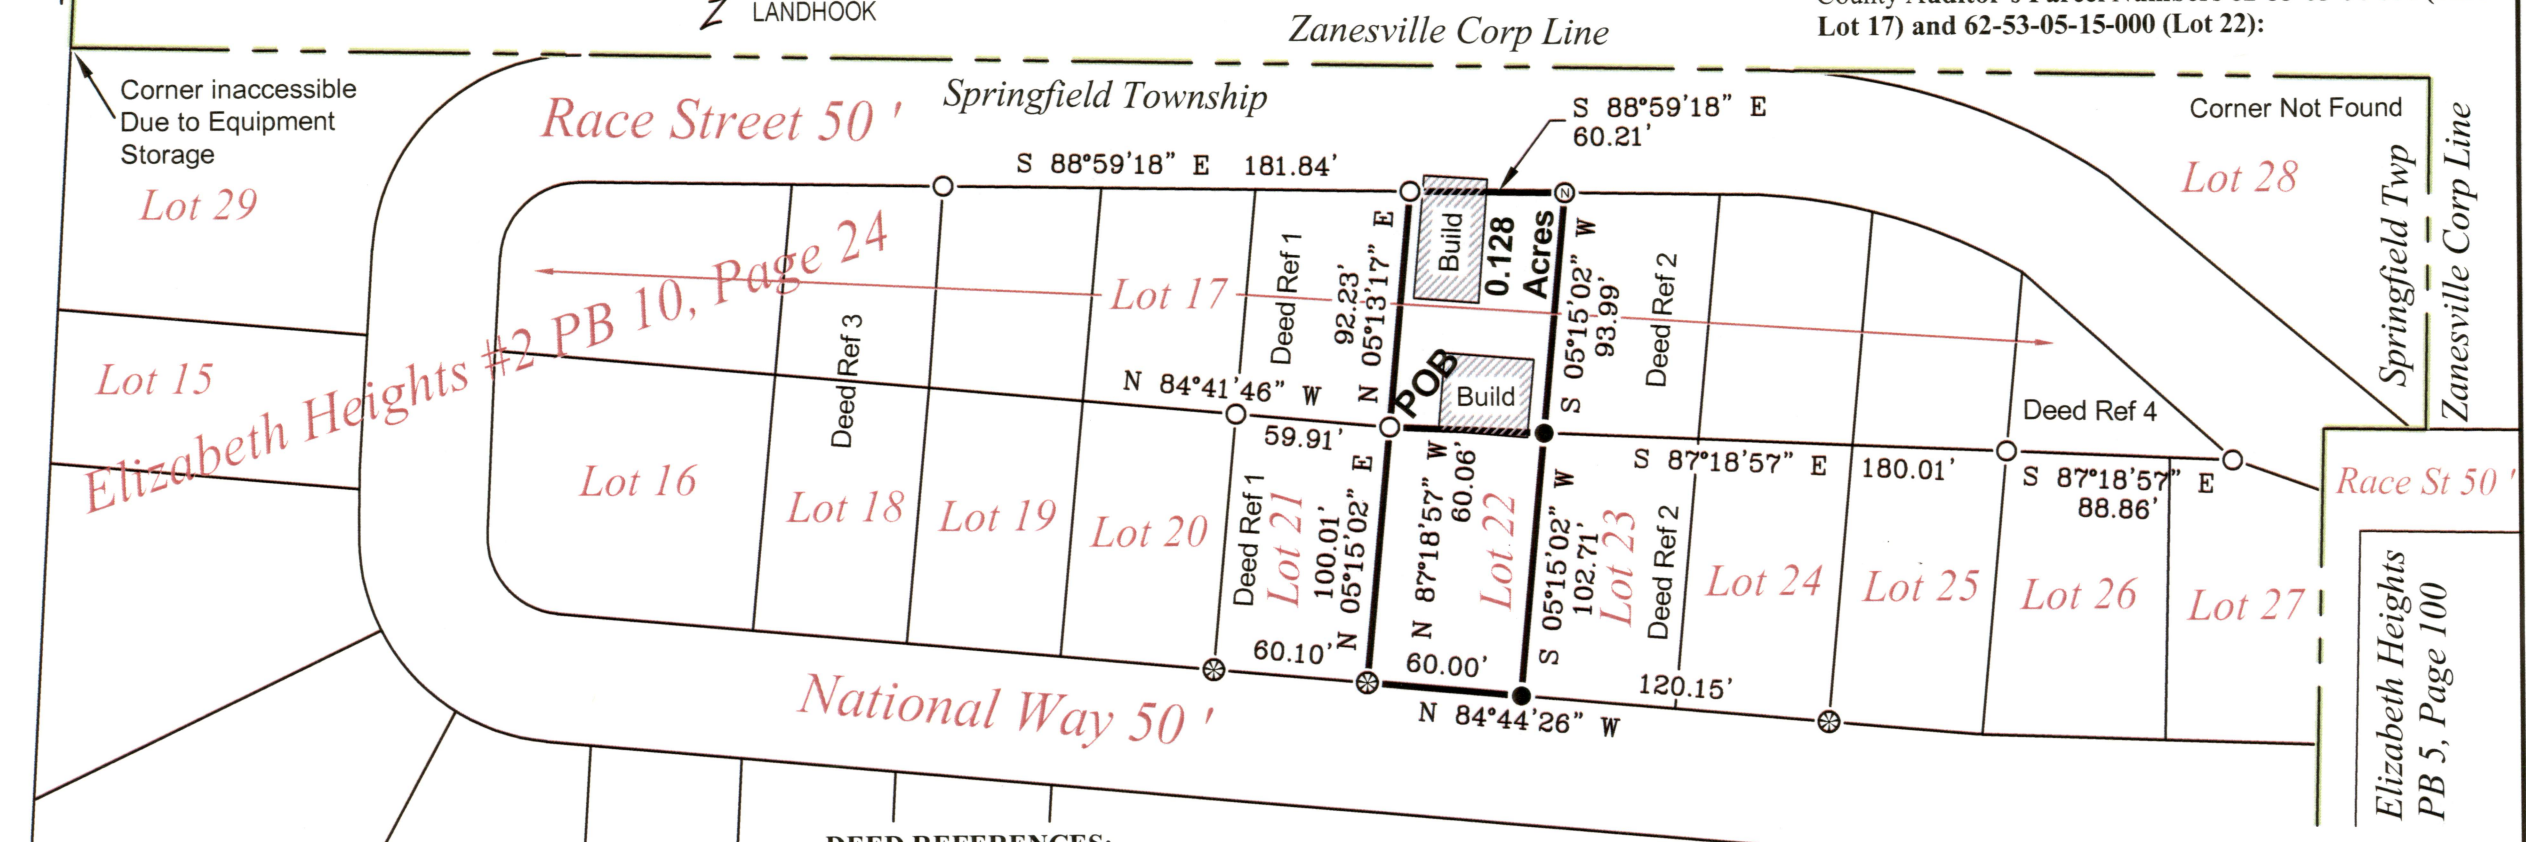 LANDHOOK
Zanesville Corp Line
Lot 17) and 62-53-05-15-000 (Lot 22):
Corner inaccessible
Due to Equipment
Storage
Springfield Township
Race Street 50 '
S 88°59'18" E
60.21'
Corner Not Found
Lot 28
Springfield Twp
Zanesville Corp Line
Lot 29
S 88°59'18" E 181.84'
Elizabeth Heights #2 PB 10, Page 24
Lot 17
Deed Ref 1
92.23'
N 05°13'17" E
Build
0.128
Acres
S 05°15'02" W
93.99'
Deed Ref 2
Lot 15
Deed Ref 3
N 84°41'46" W
59.91'
POB
Build
Deed Ref 4
S 87°18'57" E 180.01'
S 87°18'57" E
88.86'
Race St 50 '
Lot 16
Lot 18
Lot 19
Lot 20
Deed Ref 1
Lot 21
100.01'
N 05°15'02" E
N 87°18'57" W
60.06'
Lot 22
S 05°15'02" W
102.71'
Lot 23
Deed Ref 2
Lot 24
Lot 25
Lot 26
Lot 27
60.10'
60.00'
120.15'
N 84°44'26" W
National Way 50 '
Elizabeth Heights
PB 5, Page 100